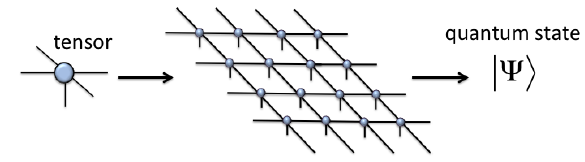 tensor
quantum state
|Ψ⟩